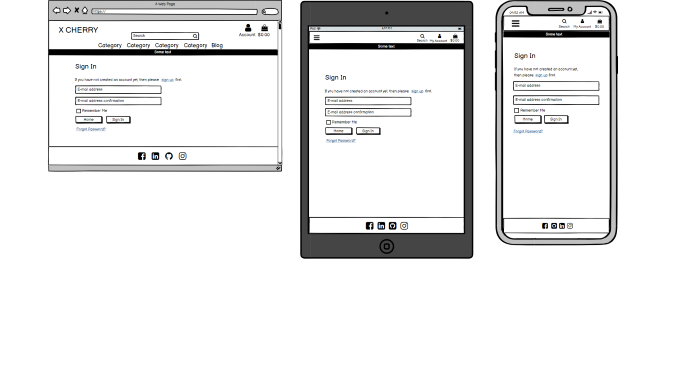 A Web Page
https://
X CHERRY
Search
Account $0.00
Category Category Category Category Blog
Some text
Sign In
If you have not created an account yet, then please sign up first.
E-mail address
E-mail address confirmation
Remember Me
Home Sign In
Forgot Password?
Search My Account $0.00
Some text
Sign In
If you have not created an account yet, then please sign up first.
E-mail address
E-mail address confirmation
Remember Me
Home Sign In
Forgot Password?
Search My Account $0.00
Some text
Sign In
If you have not created an account yet,
then please sign up first.
E-mail address
E-mail address confirmation
Remember Me
Home Sign In
Forgot Password?